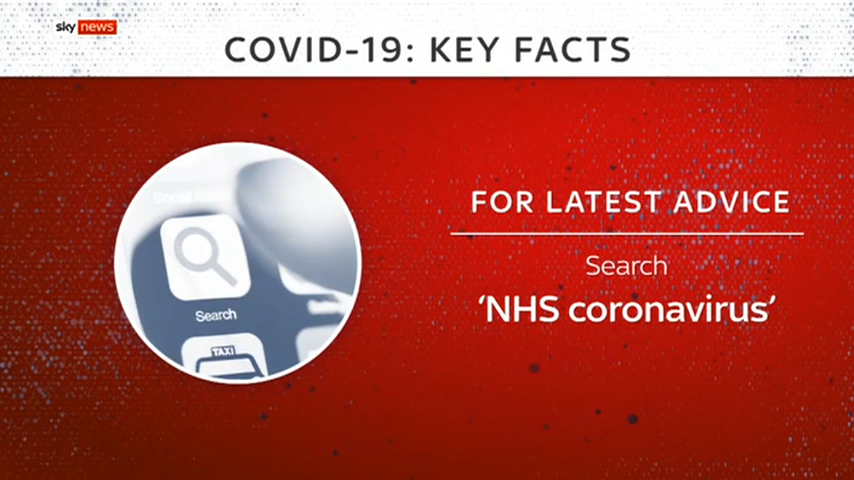 sky news
COVID-19: KEY FACTS
FOR LATEST ADVICE
Search
‘NHS coronavirus’
Search
TAXI